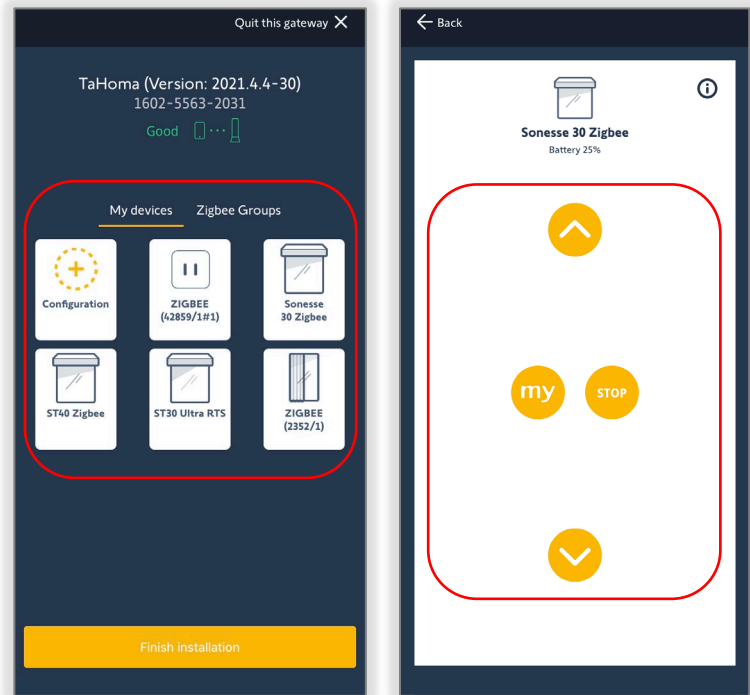 Quit this gateway
TaHoma (Version: 2021.4.4-30)
1602-5563-2031
Good
My devices Zigbee Groups
Configuration
ZIGBEE
(42859/1#1)
Sonesse
30 Zigbee
ST40 Zigbee
ST30 Ultra RTS
ZIGBEE
(2352/1)
Finish installation
Back
Sonesse 30 Zigbee
Battery 25%
my
STOP